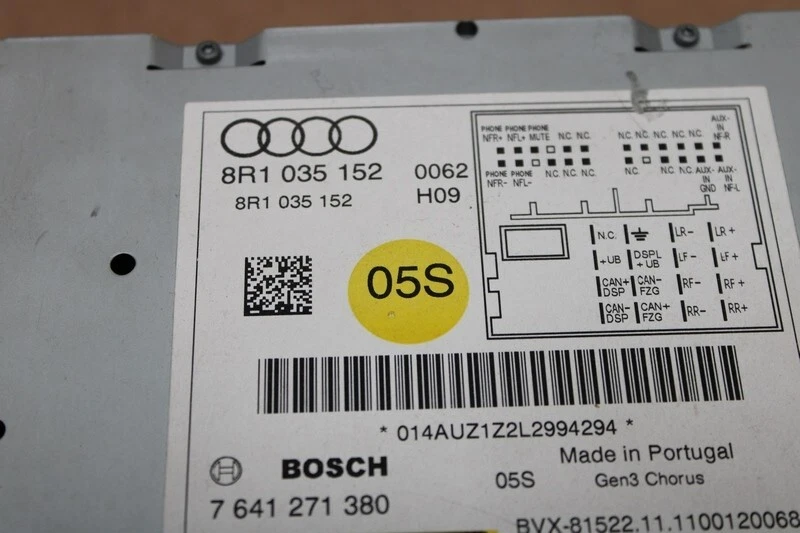 8R1 035 152 0062
8R1 035 152 H09
PHONE PHONE PHONE
NFR+ NFL+ MUTE N.C. N.C.
N.C. N.C. N.C. N.C. AUX-IN NF-R
PHONE PHONE
NFR- NFL-
N.C. N.C. N.C.
N.C. N.C. N.C. AUX-IN GND AUX-IN NF-L
N.C. LR- LR+
+UB DSPL +UB LF- LF+
CAN+ DSP CAN- FZG RF- RF+
CAN- DSP CAN+ FZG RR- RR+
05S
* 014AUZ1Z2L2994294 *
Made in Portugal
BOSCH 05S Gen3 Chorus
7 641 271 380
BVX-81522.11.1100120068